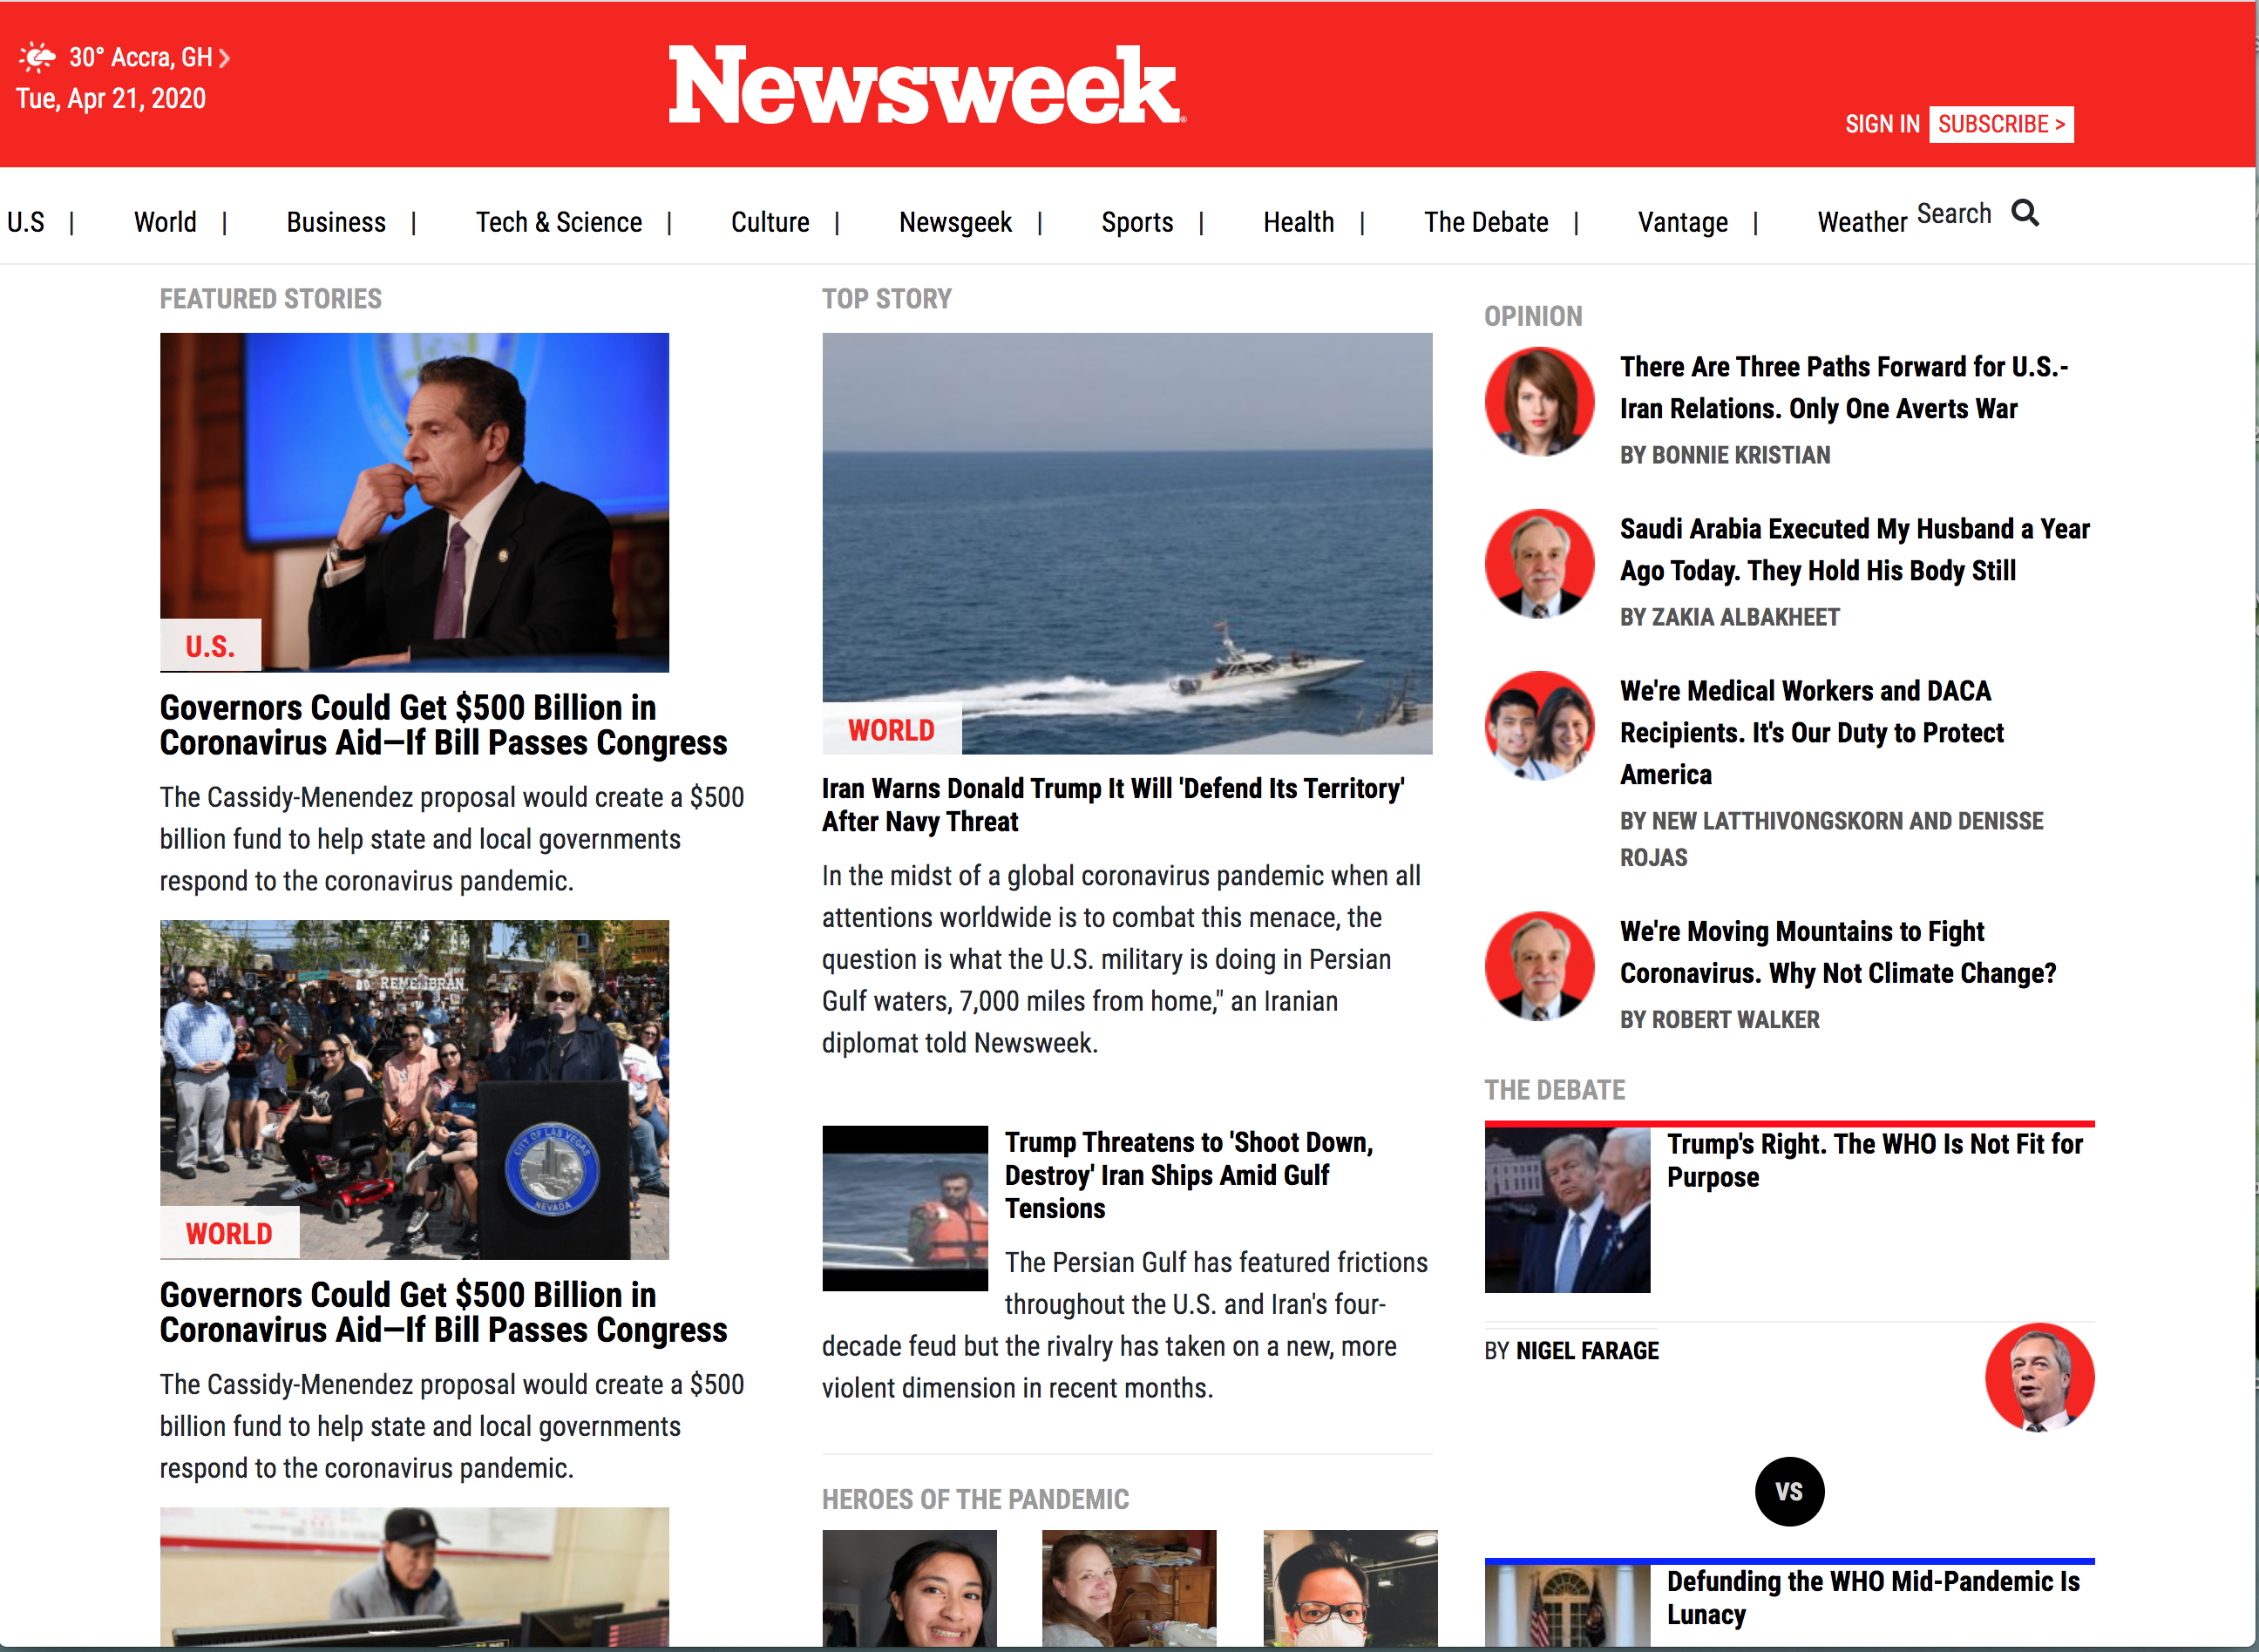 30° Accra, GH
Tue, Apr 21, 2020
Newsweek
SIGN IN SUBSCRIBE >
U.S | World | Business | Tech & Science | Culture | Newsgeek | Sports | Health | The Debate | Vantage | Weather Search
FEATURED STORIES
U.S.
Governors Could Get $500 Billion in
Coronavirus Aid—If Bill Passes Congress
The Cassidy-Menendez proposal would create a $500
billion fund to help state and local governments
respond to the coronavirus pandemic.
REMEMBRAN
CITY OF LAS VEGAS
NEVADA
WORLD
Governors Could Get $500 Billion in
Coronavirus Aid—If Bill Passes Congress
The Cassidy-Menendez proposal would create a $500
billion fund to help state and local governments
respond to the coronavirus pandemic.
TOP STORY
WORLD
Iran Warns Donald Trump It Will 'Defend Its Territory'
After Navy Threat
In the midst of a global coronavirus pandemic when all
attentions worldwide is to combat this menace, the
question is what the U.S. military is doing in Persian
Gulf waters, 7,000 miles from home," an Iranian
diplomat told Newsweek.
Trump Threatens to 'Shoot Down,
Destroy' Iran Ships Amid Gulf
Tensions
The Persian Gulf has featured frictions
throughout the U.S. and Iran's four-
decade feud but the rivalry has taken on a new, more
violent dimension in recent months.
HEROES OF THE PANDEMIC
OPINION
There Are Three Paths Forward for U.S.-
Iran Relations. Only One Averts War
BY BONNIE KRISTIAN
Saudi Arabia Executed My Husband a Year
Ago Today. They Hold His Body Still
BY ZAKIA ALBAKHEET
We're Medical Workers and DACA
Recipients. It's Our Duty to Protect
America
BY NEW LATTHIVONGSKORN AND DENISSE
ROJAS
We're Moving Mountains to Fight
Coronavirus. Why Not Climate Change?
BY ROBERT WALKER
THE DEBATE
Trump's Right. The WHO Is Not Fit for
Purpose
BY NIGEL FARAGE
VS
Defunding the WHO Mid-Pandemic Is
Lunacy